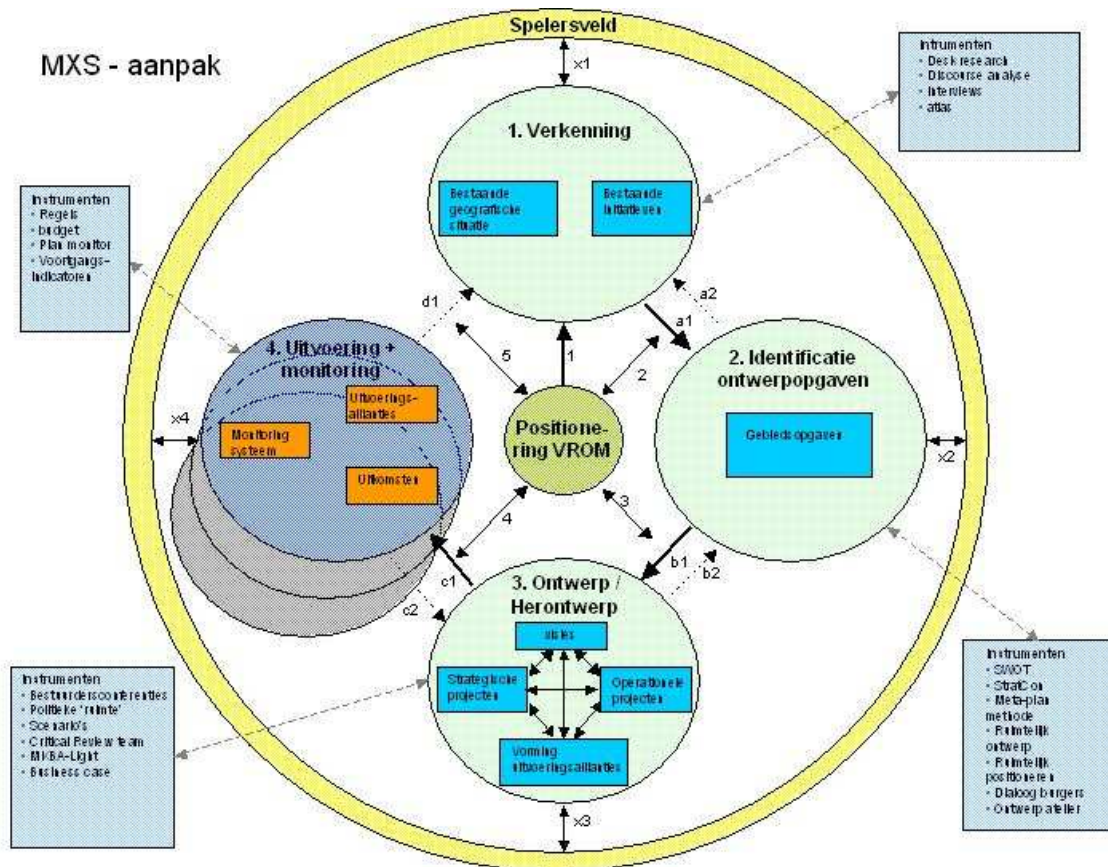 MXS - aanpak
Spelersveld
x1
Intrumenten
• Desk research
• Discourse analyse
• Interviews
• atlas
1. Verkenning
Bestaande
geografische
situatie
Bestaande
initiatieven
Instrumenten
• Regels
• budget
• Plan monitor
• Voortgangs-
indicatoren
d1
a2
a1
5
1
2
4. Uitvoering +
monitoring
Uitvoerings-
allianties
Monitoring
systeem
Uitkomsten
x4
Positione-
ring VROM
2. Identificatie
ontwerpopgaven
Gebiedsopgaven
x2
4
3
c1
c2
b1
b2
3. Ontwerp /
Herontwerp
visies
Strategische
projecten
Operationele
projecten
Vorming
uitvoeringsallianties
x3
Instrumenten
• Bestuurdersconferenties
• Politieke 'ruimte'
• Scenario's
• Critical Review team
• MKBA-Light
• Business case
Instrumenten
• SWOT
• StratCon
• Meta-plan
methode
• Ruimtelijk
ontwerp
• Ruimtelijk
positioneren
• Dialoog burgers
• Ontwerp atelier